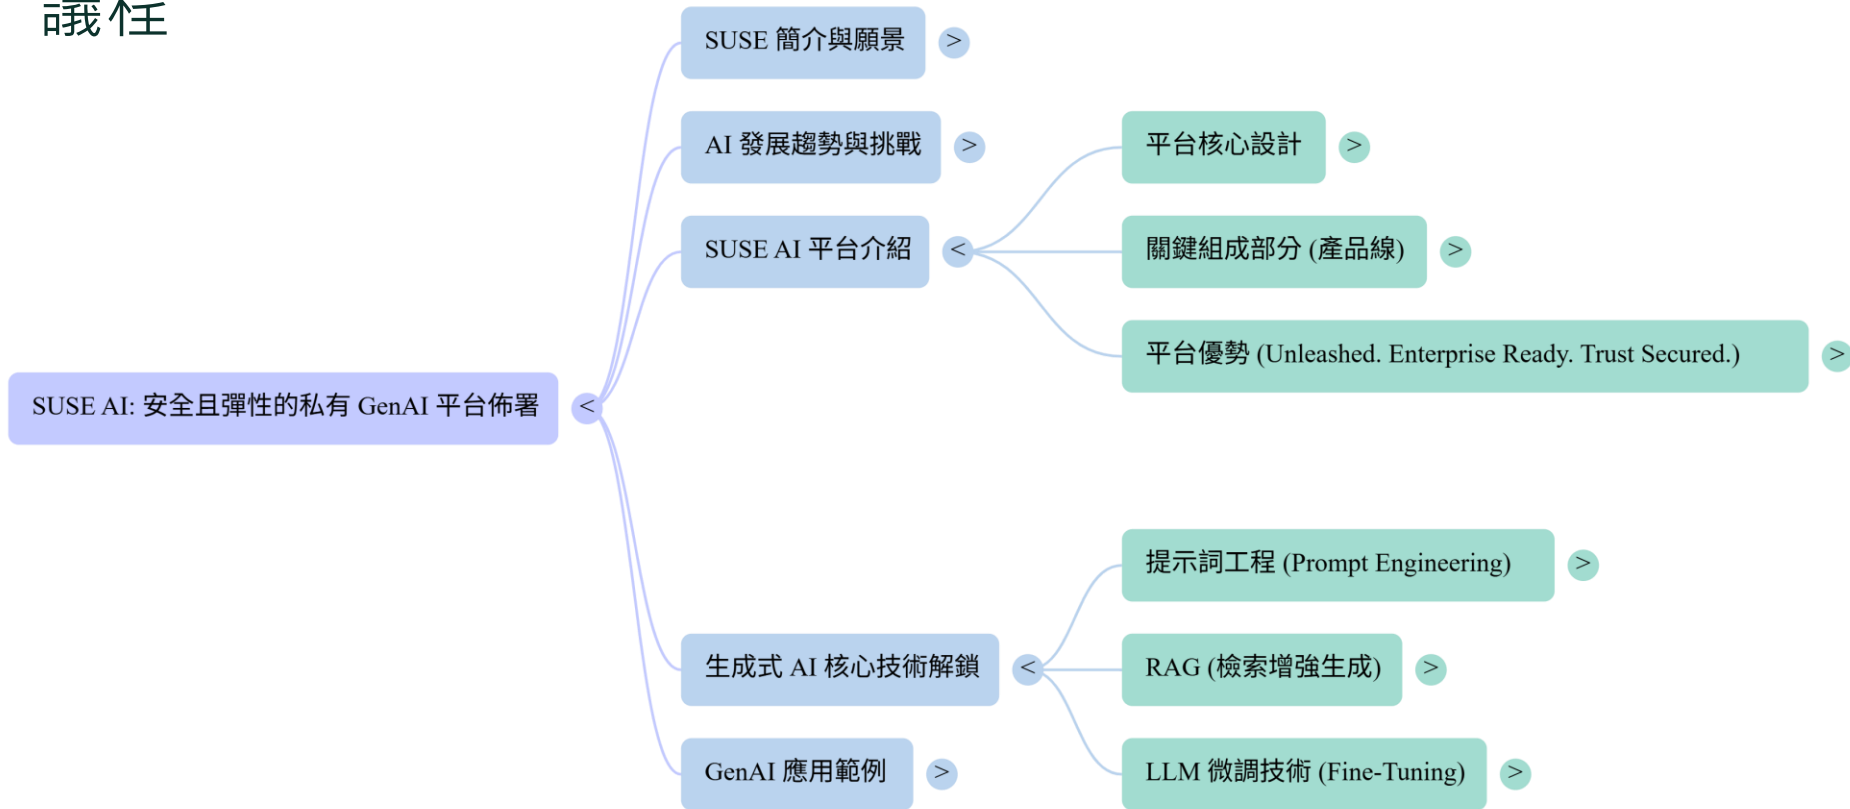 議程
SUSE 簡介與願景 >
AI 發展趨勢與挑戰 >
平台核心設計 >
SUSE AI 平台介紹 <
關鍵組成部分 (產品線) >
平台優勢 (Unleashed. Enterprise Ready. Trust Secured.) >
SUSE AI: 安全且彈性的私有 GenAI 平台佈署 <
提示詞工程 (Prompt Engineering) >
生成式 AI 核心技術解鎖 <
RAG (檢索增強生成) >
GenAI 應用範例 >
LLM 微調技術 (Fine-Tuning) >